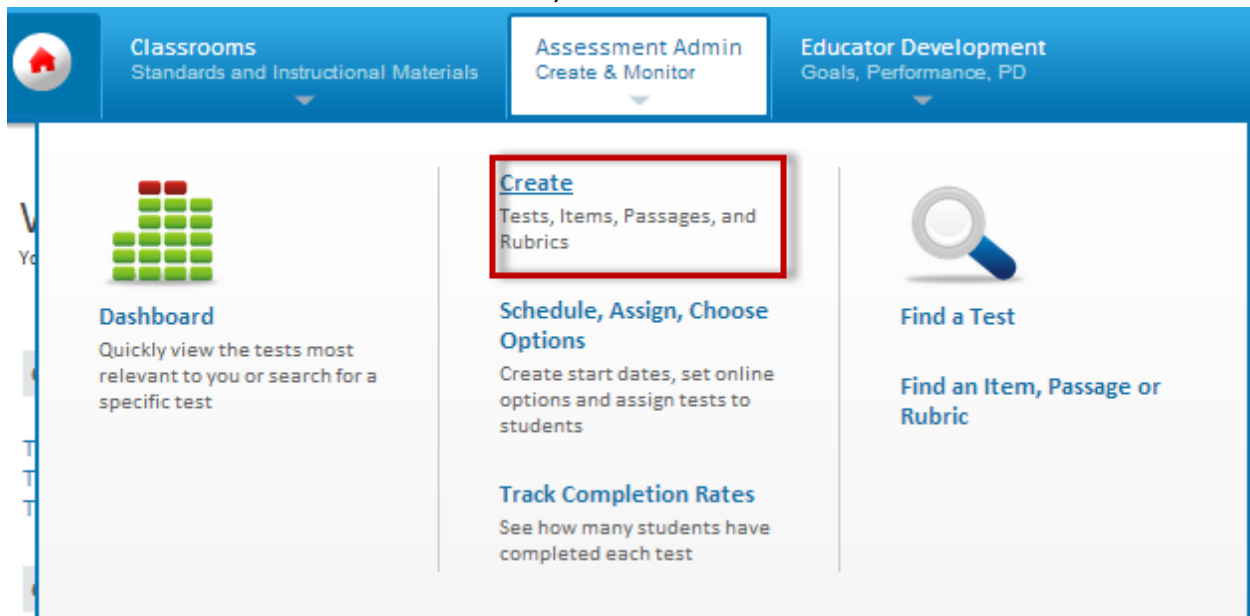 Classrooms
Standards and Instructional Materials
Assessment Admin
Create & Monitor
Educator Development
Goals, Performance, PD
Dashboard
Quickly view the tests most
relevant to you or search for a
specific test
Create
Tests, Items, Passages, and
Rubrics
Schedule, Assign, Choose
Options
Create start dates, set online
options and assign tests to
students
Track Completion Rates
See how many students have
completed each test
Find a Test
Find an Item, Passage or
Rubric